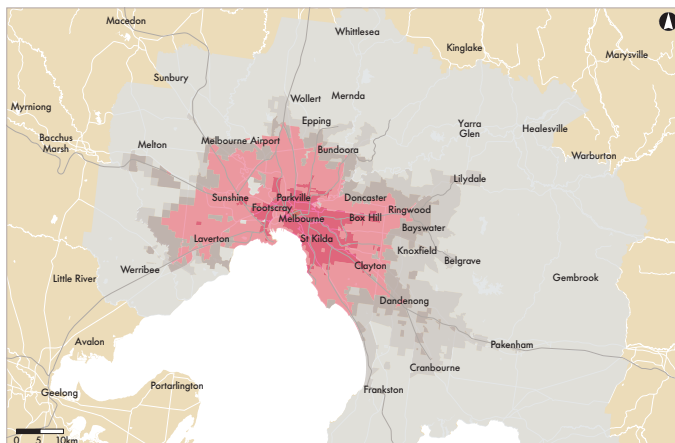 Macedon
Whittlesea
Kinglake
Marysville
Sunbury
Myrniong
Wollert
Mernda
Epping
Yarra
Glen
Healesville
Bacchus
Marsh
Melton
Melbourne Airport
Bundoora
Warburton
Lilydale
Sunshine
Parkville
Doncaster
Footscray
Ringwood
Melbourne
Box Hill
Bayswater
Laverton
St Kilda
Knoxfield
Belgrave
Clayton
Werribee
Little River
Gembrook
Dandenong
Avalon
Pakenham
Cranbourne
Portarlington
Frankston
Geelong
0 5 10km